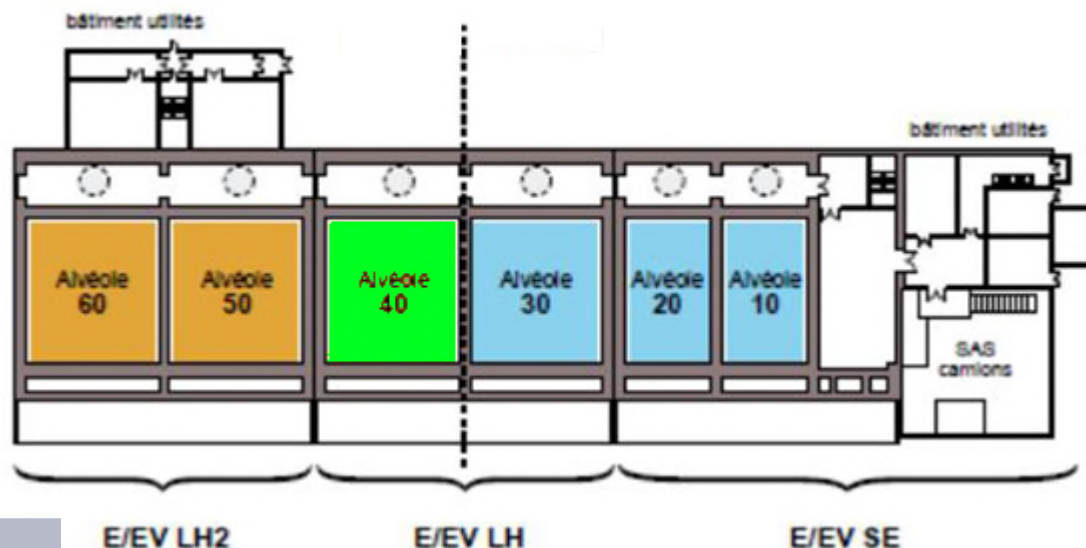 bâtiment utilités
bâtiment utilités
Alvéole
60
Alvéole
50
Alvéole
40
Alvéole
30
Alvéole
20
Alvéole
10
SAS
camions
E/EV LH2
E/EV LH
E/EV SE